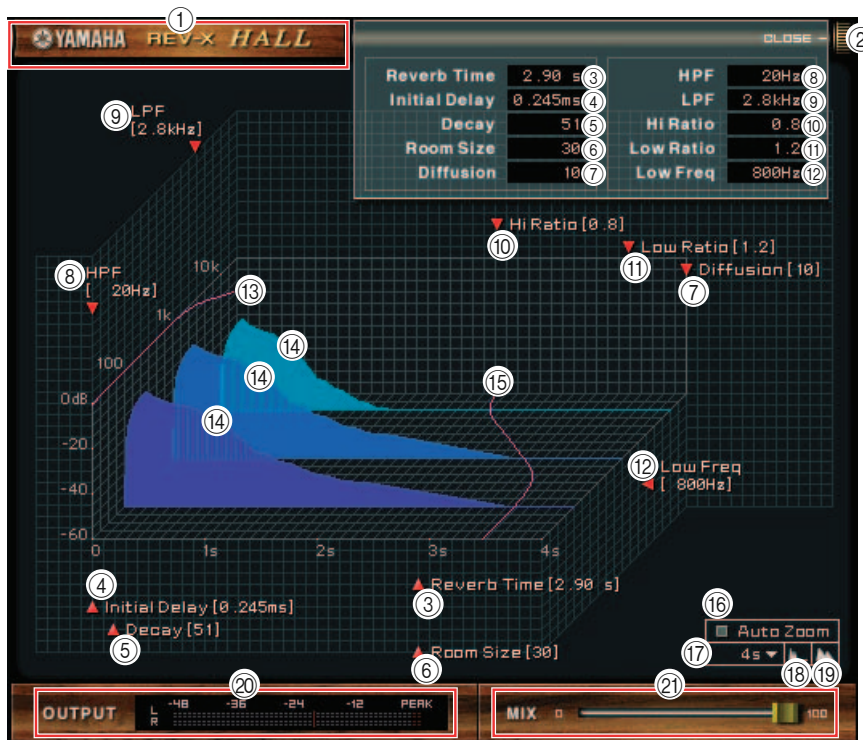 ①
YAMAHA REV-X HALL
CLOSE
②
Reverb Time 2.90 s ③ HPF 20Hz ⑧
Initial Delay 0.245ms ④ LPF 2.8kHz ⑨
Decay 51 ⑤ Hi Ratio 0.8 ⑩
Room Size 30 ⑥ Low Ratio 1.2 ⑪
Diffusion 10 ⑦ Low Freq 800Hz ⑫
⑨ LPF
[2.8kHz]
Hi Ratio [0.8]
⑩
Low Ratio [1.2]
⑪
Diffusion [10]
⑦
⑧ HPF
[ 20Hz]
10k
⑬
1k
100
⑭
⑭
⑭
⑮
0dB
-20
-40
-60
⑫ Low Freq
[ 800Hz]
0 1s 2s 3s 4s
④
Initial Delay [0.245ms]
Decay [51]
⑤
Reverb Time [2.90 s]
③
Room Size [30]
⑥
⑯
Auto Zoom
⑰ 4s
⑱ ⑲
⑳
OUTPUT L R -48 -36 -24 -12 PEAK
㉑
MIX 0 100